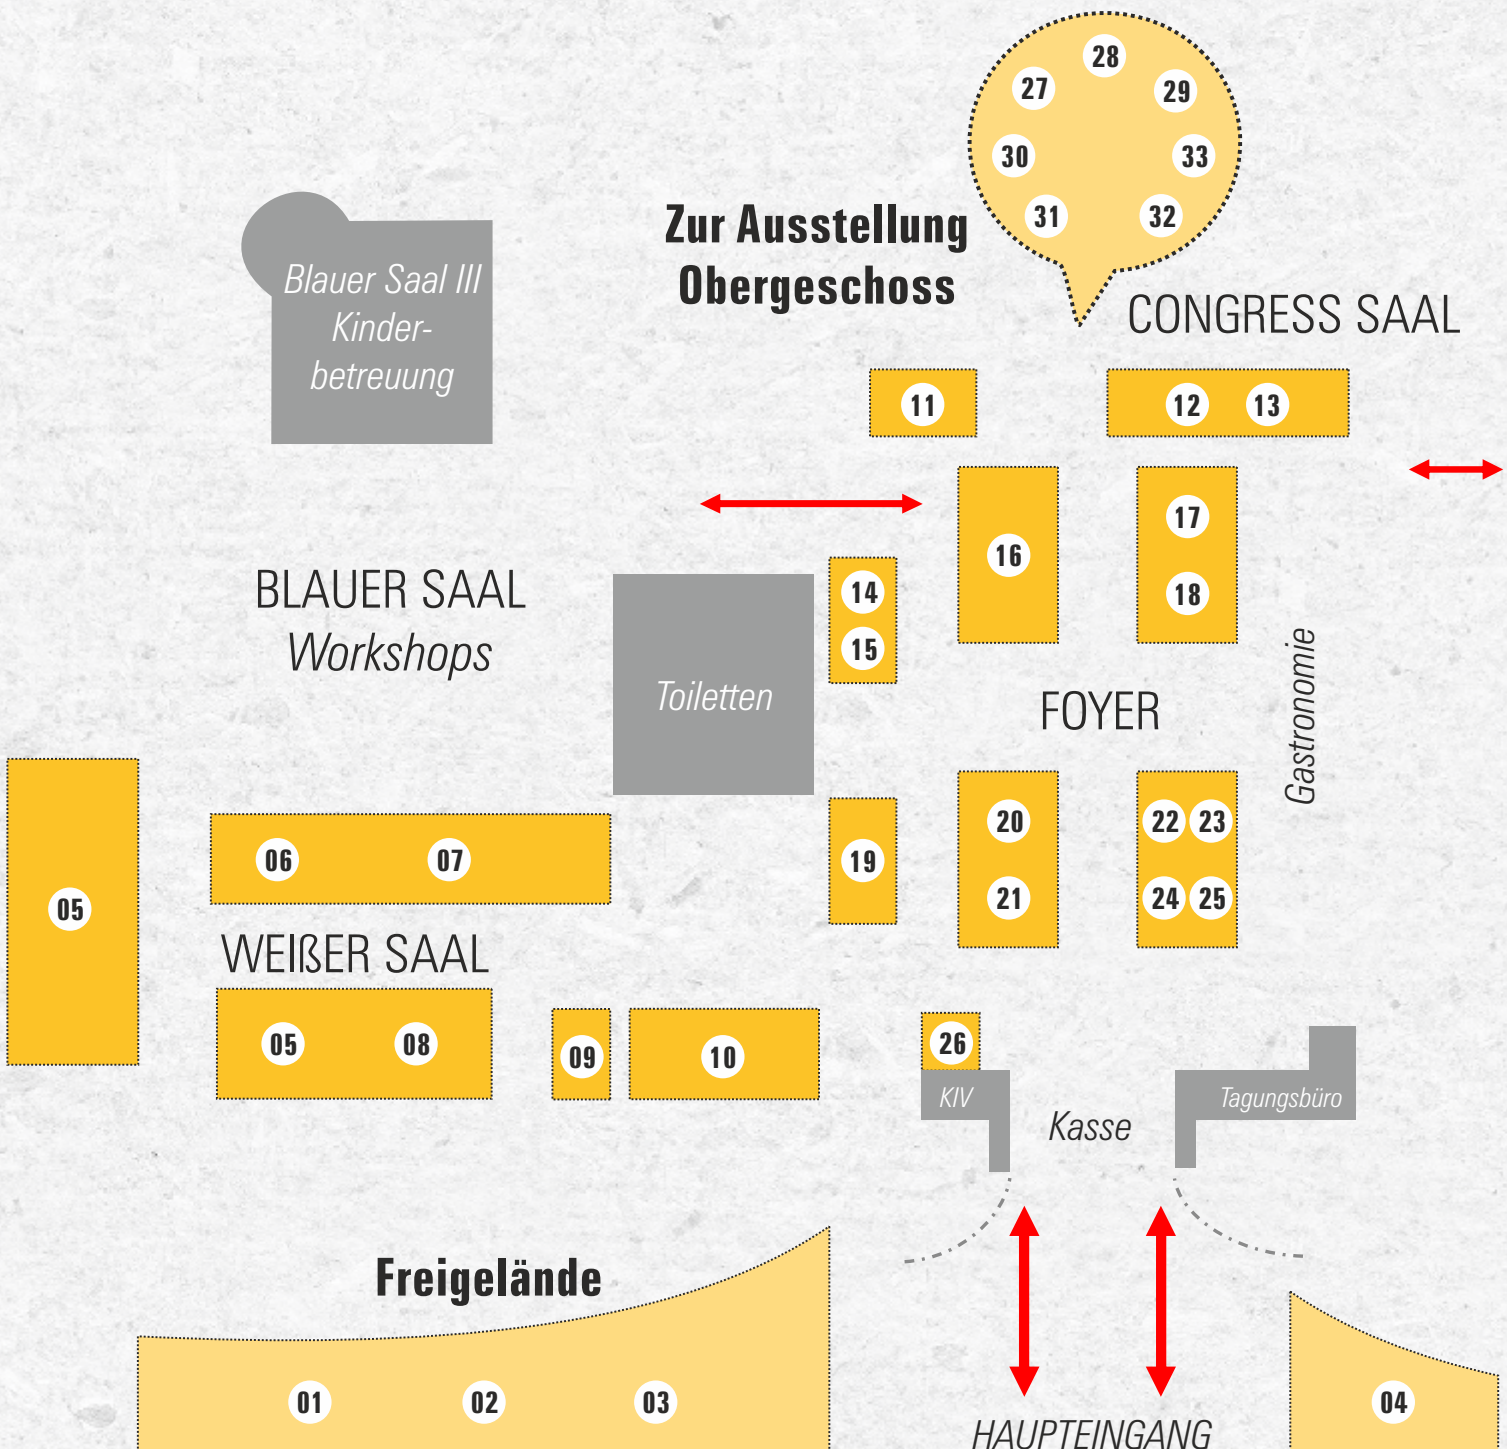 28
27
29
30
33
31
32
Zur Ausstellung
Obergeschoss
Blauer Saal III
Kinder-
betreuung
CONGRESS SAAL
11
12
13
16
17
18
14
15
BLAUER SAAL
Workshops
Toiletten
FOYER
Gastronomie
05
06
07
19
20
21
22
23
24
25
WEIßER SAAL
05
08
09
10
26
KIV
Kasse
Tagungsbüro
Freigelände
01
02
03
04
HAUPTEINGANG